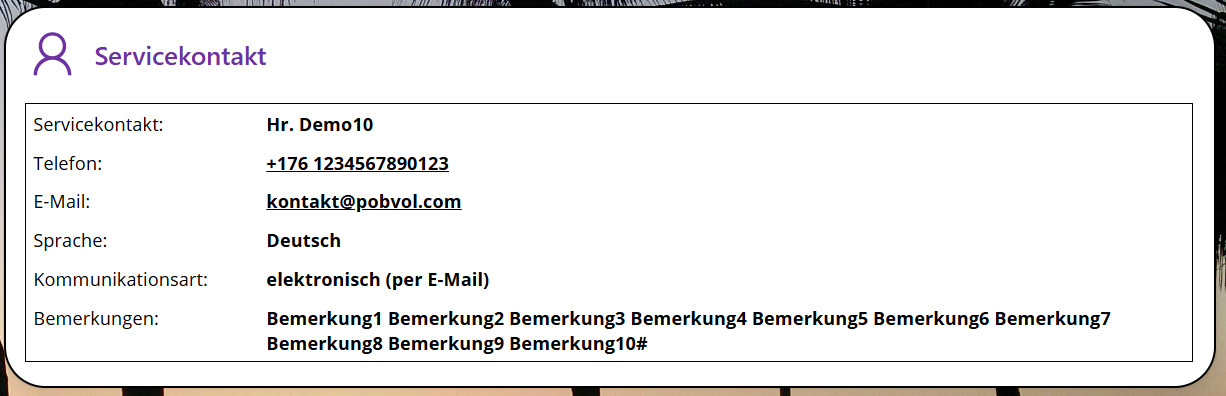 Servicekontakt
Servicekontakt: Hr. Demo10
Telefon: +176 1234567890123
E-Mail: kontakt@pobvol.com
Sprache: Deutsch
Kommunikationsart: elektronisch (per E-Mail)
Bemerkungen: Bemerkung1 Bemerkung2 Bemerkung3 Bemerkung4 Bemerkung5 Bemerkung6 Bemerkung7
Bemerkung8 Bemerkung9 Bemerkung10#